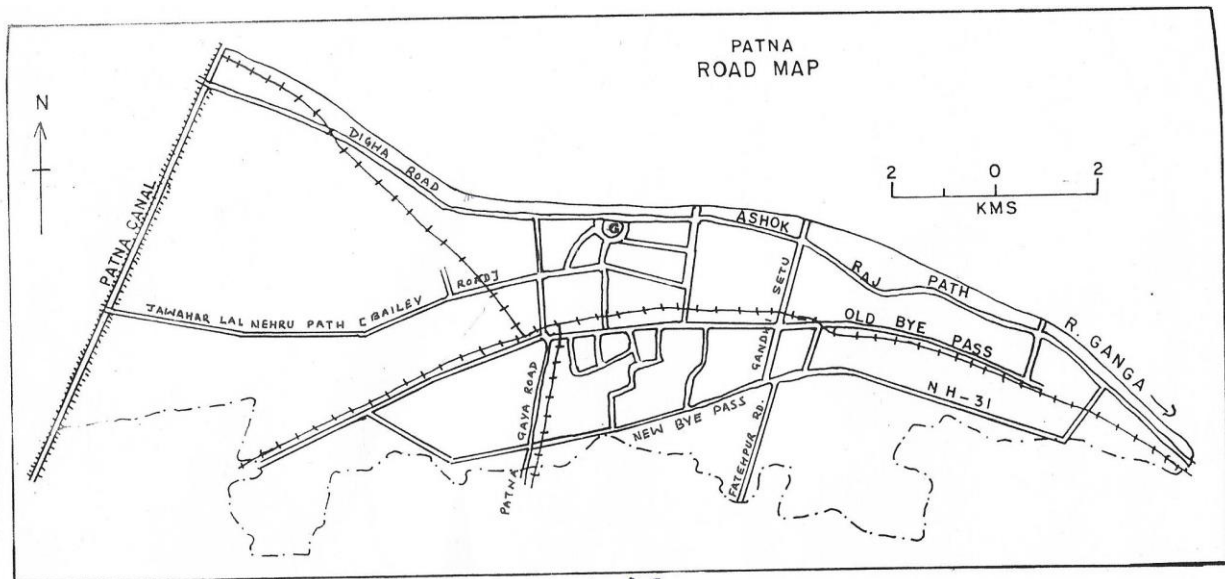 PATNA
ROAD MAP
N
2 0 2
KMS
DIGHA ROAD
PATNA CANAL
G
ASHOK RAJ PATH
JAWAHAR LAL NEHRU PATH [BAILEY ROAD]
GANDHI SETU
OLD BYE PASS
R. GANGA
PATNA GAYA ROAD
NEW BYE PASS
N H-31
FATEHPUR RD.